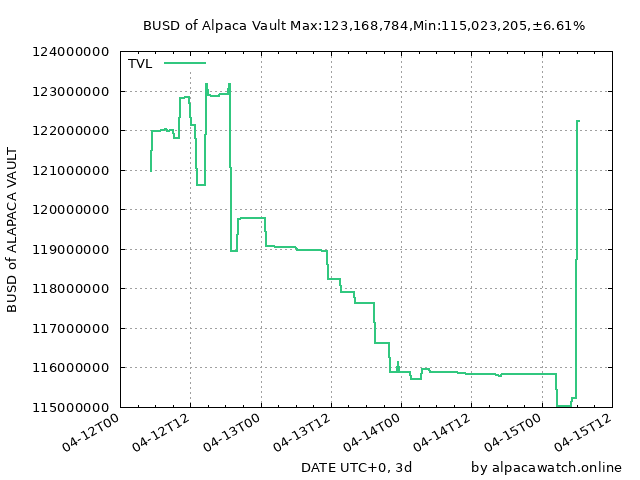 BUSD of Alpaca Vault Max:123,168,784,Min:115,023,205,±6.61%
TVL
124000000
123000000
122000000
121000000
120000000
119000000
118000000
117000000
116000000
115000000
BUSD of ALAPACA VAULT
04-12T00
04-12T12
04-13T00
04-13T12
04-14T00
04-14T12
04-15T00
04-15T12
DATE UTC+0, 3d
by alpacawatch.online